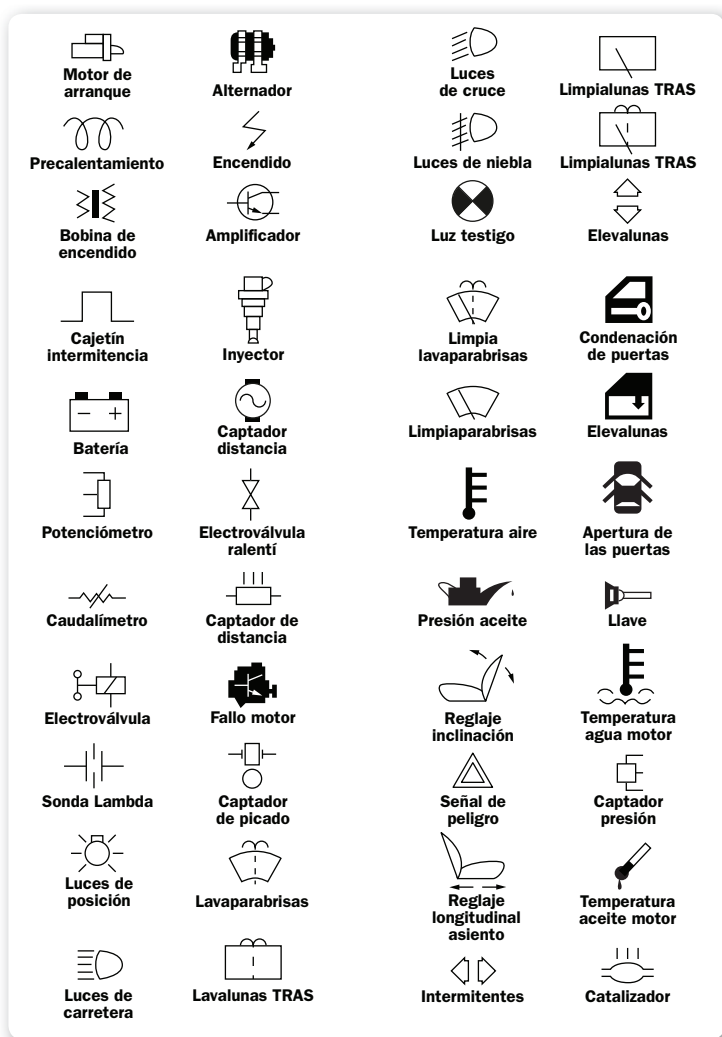 Motor de
arranque
Alternador
Luces
de cruce
Limpialunas TRAS
Precalentamiento
Encendido
Luces de niebla
Limpialunas TRAS
Bobina de
encendido
Amplificador
Luz testigo
Elevalunas
Cajetín
intermitencia
Inyector
Limpia
lavaparabrisas
Condenación
de puertas
Batería
Captador
distancia
Limpiaparabrisas
Elevalunas
Potenciómetro
Electroválvula
ralentí
Temperatura aire
Apertura de
las puertas
Caudalímetro
Captador de
distancia
Presión aceite
Llave
Electroválvula
Fallo motor
Reglaje
inclinación
Temperatura
agua motor
Sonda Lambda
Captador
de picado
Señal de
peligro
Captador
presión
Luces de
posición
Lavaparabrisas
Reglaje
longitudinal
asiento
Temperatura
aceite motor
Luces de
carretera
Lavalunas TRAS
Intermitentes
Catalizador